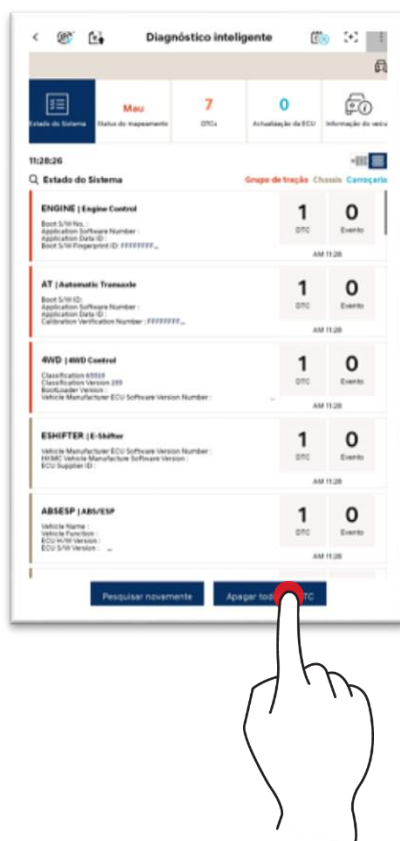 Diagnóstico inteligente
Mau
7
0
Estado do Sistema
Status do mapeamento
DTCs
Actualização da ECU
Informação do veícu
11:28:26
Estado do Sistema
Grupo de tração Chassis Carroçaria
ENGINE | Engine Control
Boot S/W No. :
Application Software Number :
Application Data ID :
Boot S/W Fingerprint ID: FFFFFFFF...
1
0
DTC
Evento
AM 11:28
AT | Automatic Transaxle
Boot S/W ID:
Application Software Number :
Application Data ID :
Calibration Verification Number : FFFFFFFF...
1
0
DTC
Evento
AM 11:28
4WD | 4WD Control
Classification
Classification Version
BootLoader Version :
Vehicle Manufacturer ECU Software Version Number : ...
1
0
DTC
Evento
AM 11:28
ESHIFTER | E-Shifter
Vehicle Manufacturer ECU Software Version Number :
HKMC Vehicle Manufacture Software Version :
ECU Supplier ID :
1
0
DTC
Evento
AM 11:28
ABSESP | ABS/ESP
Vehicle Name :
Vehicle Function :
ECU H/W Version :
ECU S/W Version : ...
1
0
DTC
Evento
AM 11:28
Pesquisar novamente
Apagar tod TC